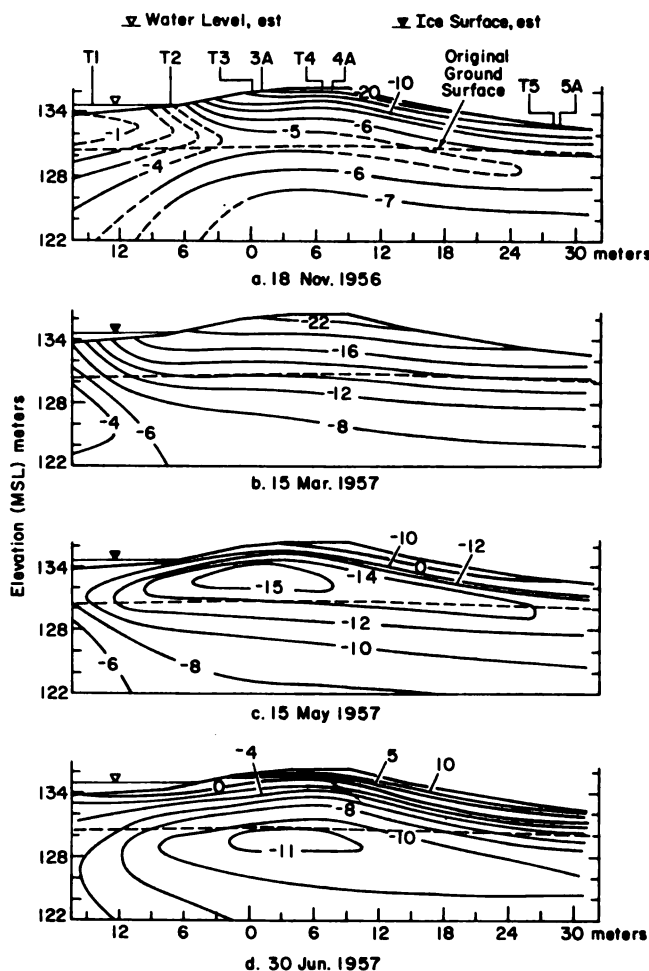 Water Level, est Ice Surface, est
T1 T2 T3 3A T4 4A Original Ground Surface T5 5A
-20 -10
134
-1 -5 -6
128 -4 -6
-7
122
12 6 0 6 12 18 24 30 meters
a. 18 Nov. 1956
-22
134
-16
128 -12
-4 -6 -8
122
b. 15 Mar. 1957
-10 -12
134 0
-15 -14
128 -12
-10
-6 -8
122
c. 15 May 1957
-4 5 10
134 0
-8
128 -11 -10
122
12 6 0 6 12 18 24 30 meters
d. 30 Jun. 1957
Elevation (MSL) meters